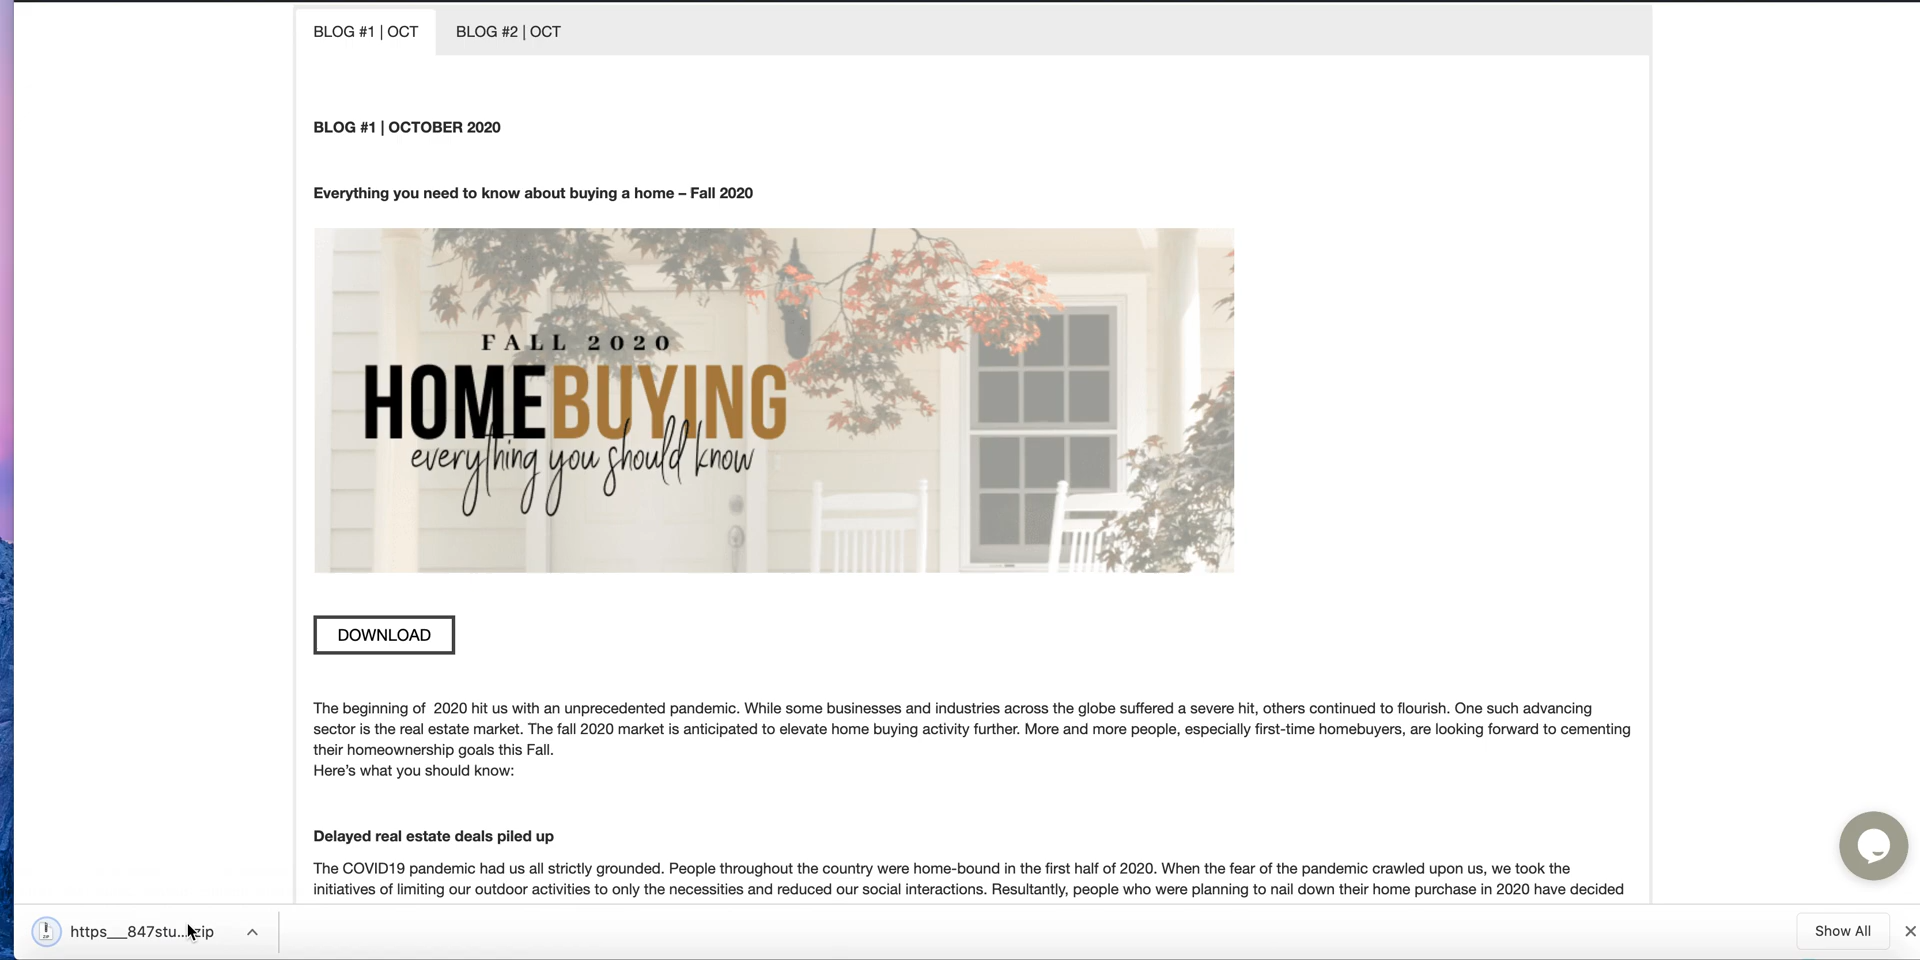 BLOG #1 | OCT
BLOG #2 | OCT
BLOG #1 | OCTOBER 2020
Everything you need to know about buying a home – Fall 2020
FALL 2020
HOMEBUYING
everything you should know
DOWNLOAD
The beginning of  2020 hit us with an unprecedented pandemic. While some businesses and industries across the globe suffered a severe hit, others continued to flourish. One such advancing
sector is the real estate market. The fall 2020 market is anticipated to elevate home buying activity further. More and more people, especially first-time homebuyers, are looking forward to cementing
their homeownership goals this Fall.
Here’s what you should know:
Delayed real estate deals piled up
The COVID19 pandemic had us all strictly grounded. People throughout the country were home-bound in the first half of 2020. When the fear of the pandemic crawled upon us, we took the
initiatives of limiting our outdoor activities to only the necessities and reduced our social interactions. Resultantly, people who were planning to nail down their home purchase in 2020 have decided
https___847stu...zip
Show All